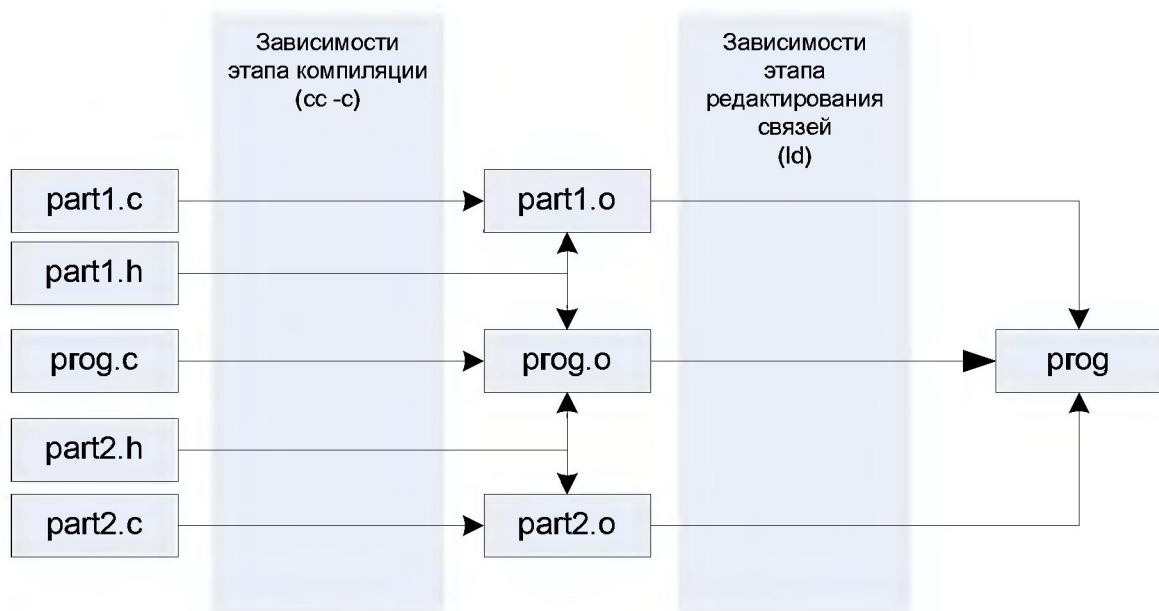 Зависимости
этапа компиляции
(cc -c)
Зависимости
этапа
редактирования
связей
(ld)
part1.c
part1.o
part1.h
prog.c
prog.o
prog
part2.h
part2.c
part2.o